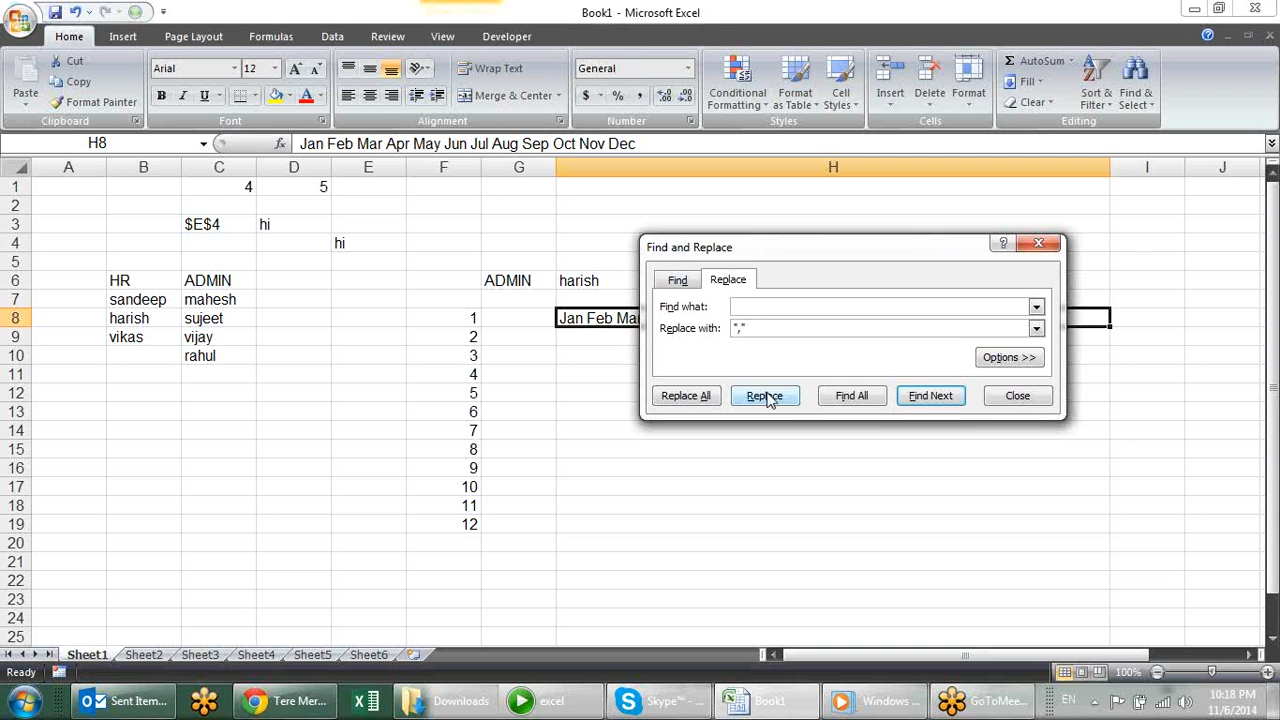 Book1 - Microsoft Excel
Home Insert Page Layout Formulas Data Review View Developer
Paste Cut Copy Format Painter Clipboard
Arial 12 A A B I U A Font
Wrap Text Merge & Center Alignment
General $ % , .0 .00 .00 .0 Number
Conditional Formatting Format as Table Cell Styles Styles
Insert Delete Format Cells
Σ AutoSum Fill Clear Sort & Filter Find & Select Editing
H8 fx Jan Feb Mar Apr May Jun Jul Aug Sep Oct Nov Dec
A B C D E F G H I J
1 4 5
2
3 $E$4 hi
4 hi
5
6 HR ADMIN ADMIN harish
7 sandeep mahesh
8 harish sujeet 1 Jan Feb Mar
9 vikas vijay 2
10 rahul 3
11 4
12 5
13 6
14 7
15 8
16 9
17 10
18 11
19 12
20
21
22
23
24
25
Find and Replace
Find Replace
Find what:
Replace with: ","
Options >>
Replace All Replace Find All Find Next Close
Sheet1 Sheet2 Sheet3 Sheet4 Sheet5 Sheet6
Ready 100%
Sent Item... Tere Mer... Downloads excel Skype™ -... Book1 Windows ... GoToMee... EN 10:18 PM
11/6/2014